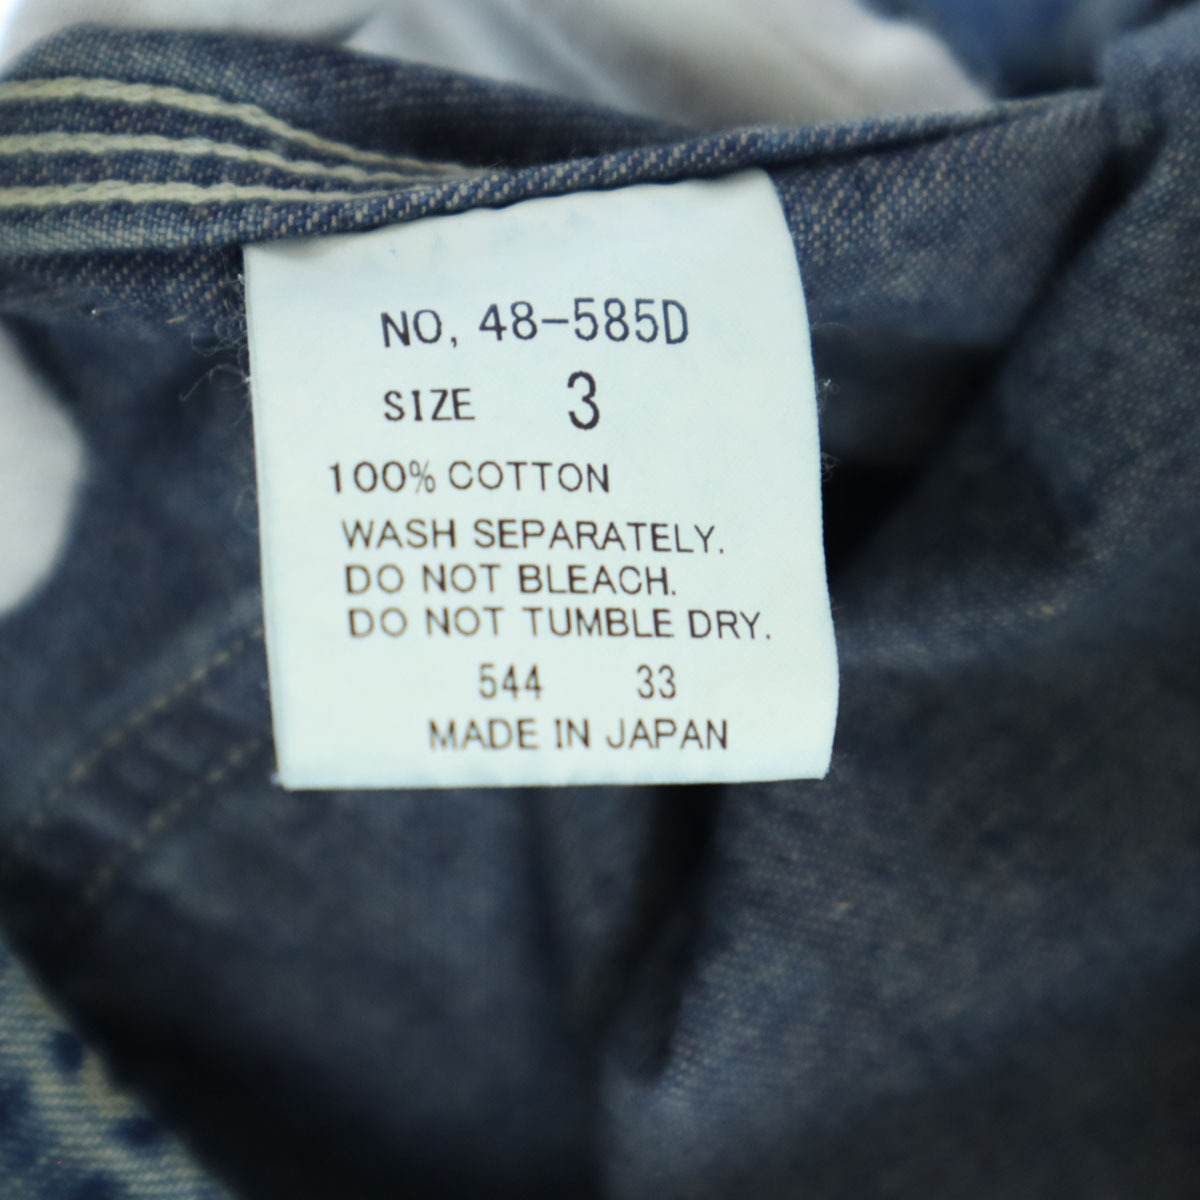 NO, 48-585D
SIZE 3
100% COTTON
WASH SEPARATELY.
DO NOT BLEACH.
DO NOT TUMBLE DRY.
544 33
MADE IN JAPAN